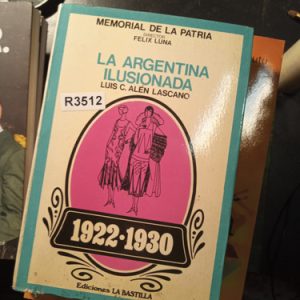 MEMORIAL DE LA PATRIA
DIRECTOR
FELIX LUNA
LA ARGENTINA
ILUSIONADA
LUIS C. ALEN LASCANO
R3512
1922-1930
Ediciones LA BASTILLA